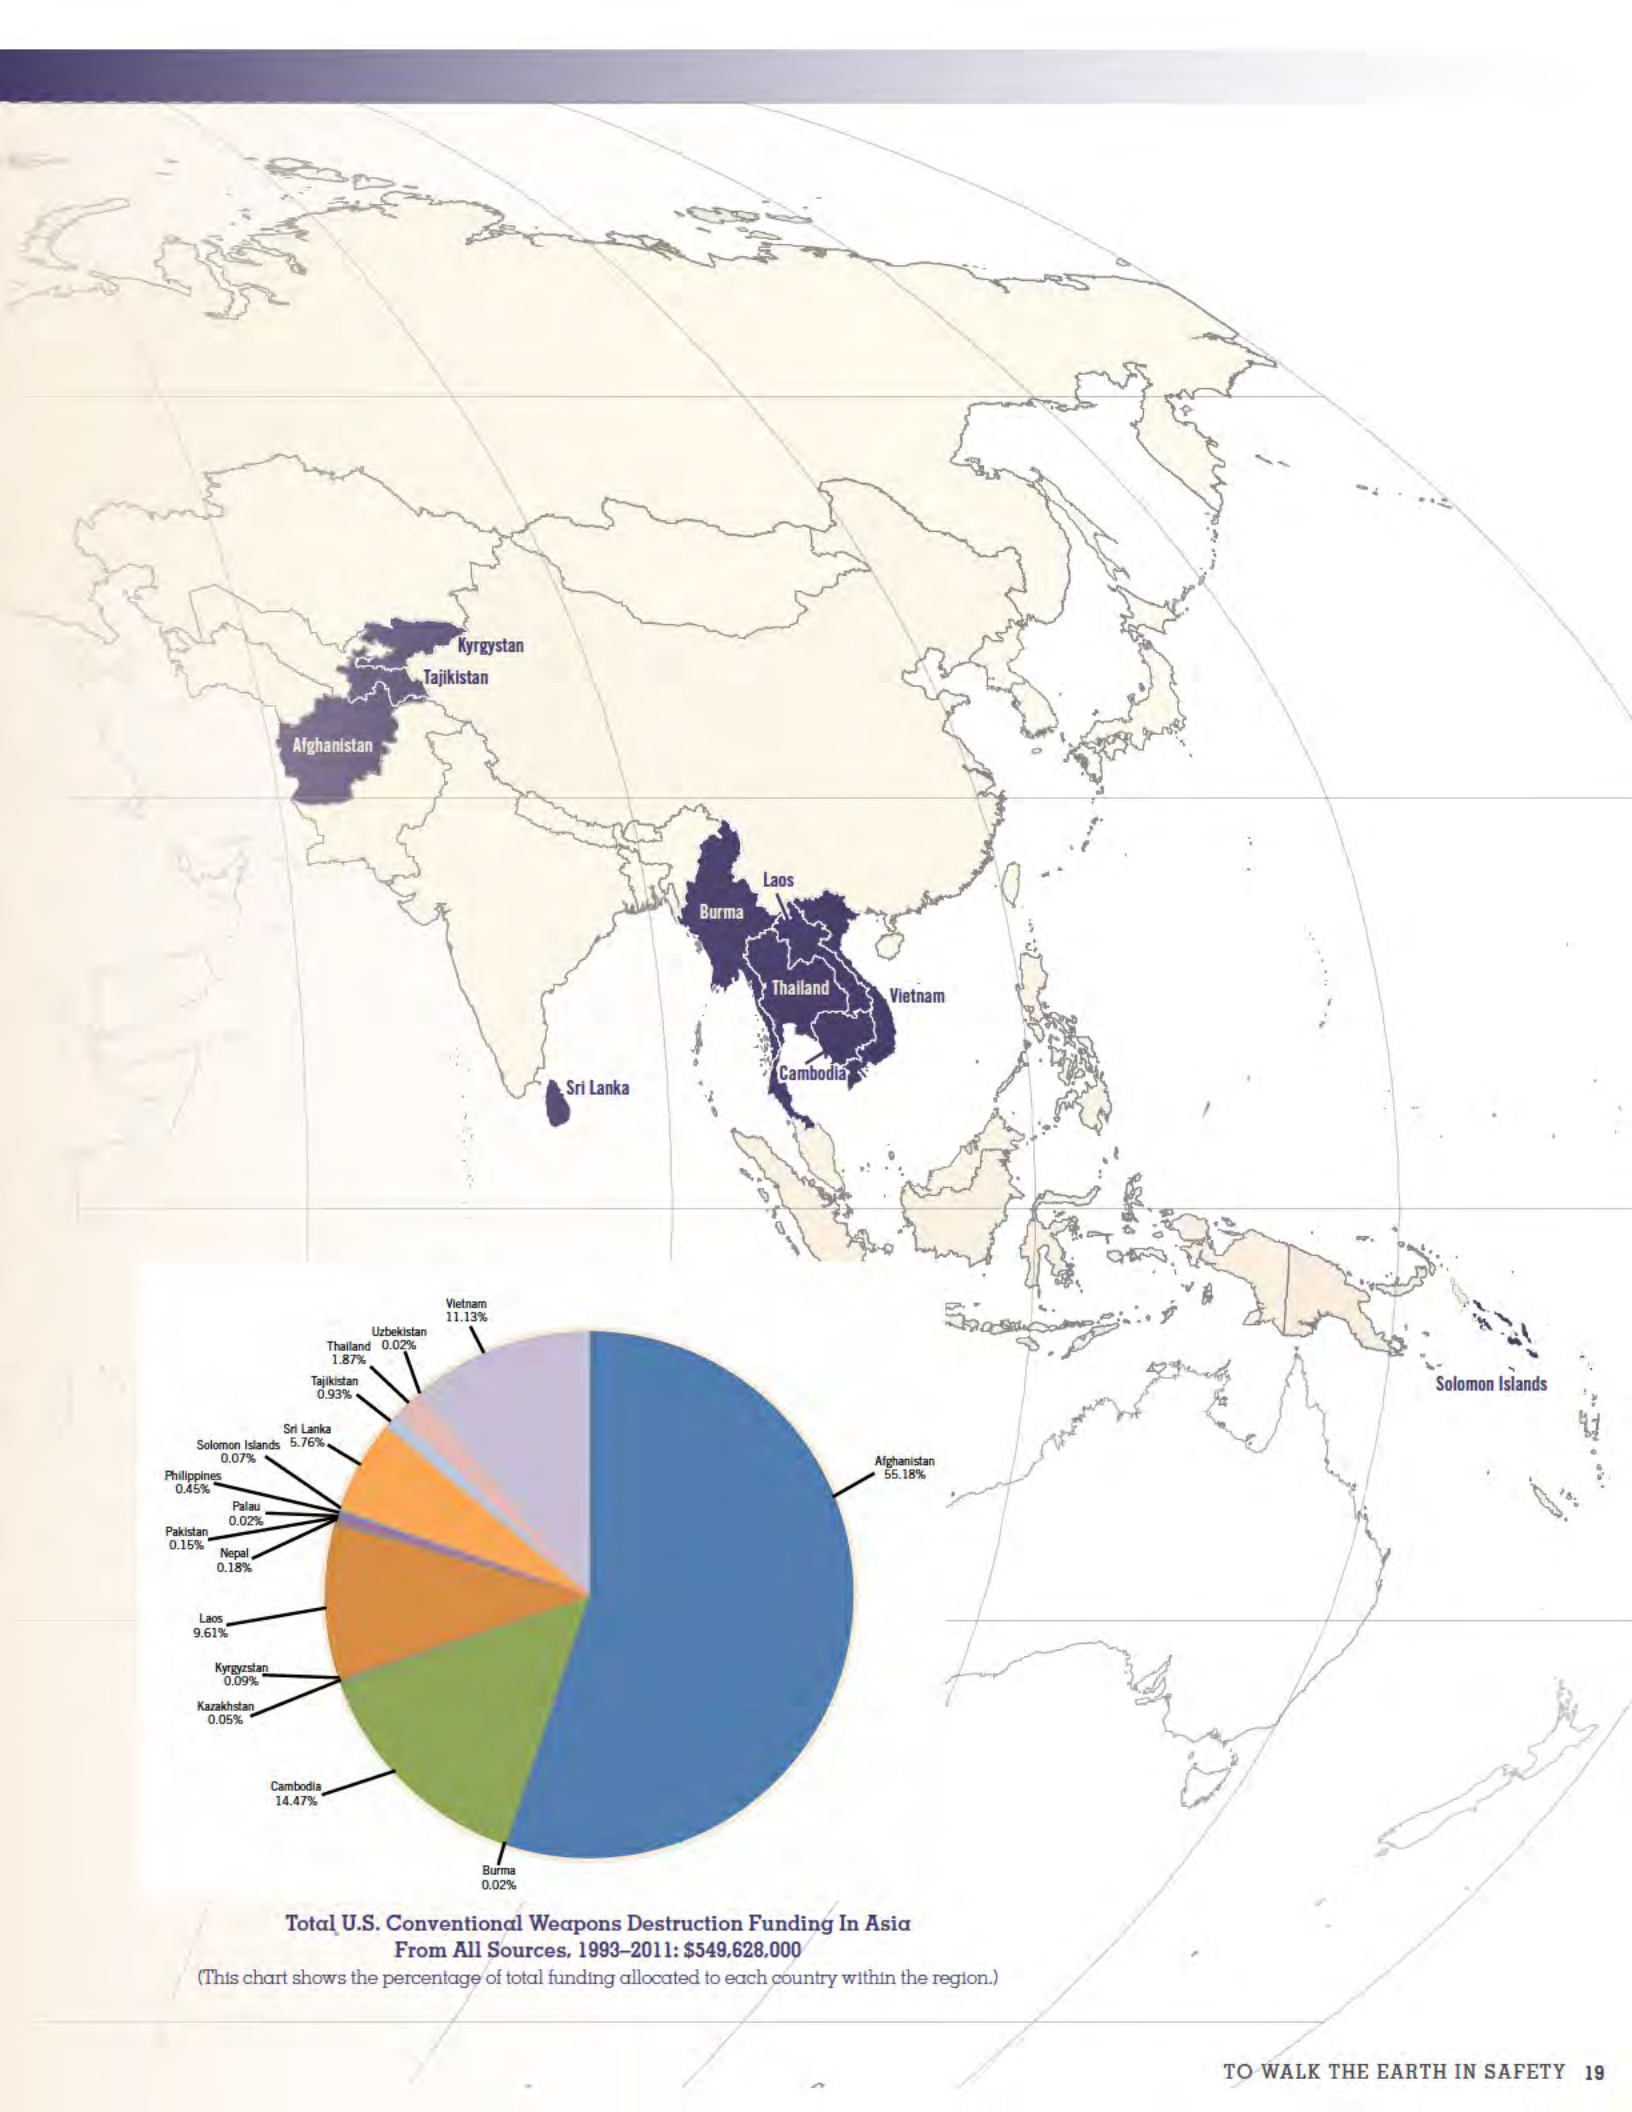 Kyrgystan
Tajikistan
Afghanistan
Laos
Burma
Thailand
Vietnam
Cambodia
Sri Lanka
Solomon Islands
Vietnam
11.13%
Uzbekistan
0.02%
Thailand
1.87%
Tajikistan
0.93%
Sri Lanka
5.76%
Solomon Islands
0.07%
Philippines
0.45%
Palau
0.02%
Pakistan
0.15%
Nepal
0.18%
Laos
9.61%
Kyrgyzstan
0.09%
Kazakhstan
0.05%
Cambodia
14.47%
Burma
0.02%
Afghanistan
55.18%
Total U.S. Conventional Weapons Destruction Funding In Asia
From All Sources, 1993–2011: $549,628,000
(This chart shows the percentage of total funding allocated to each country within the region.)
TO WALK THE EARTH IN SAFETY 19